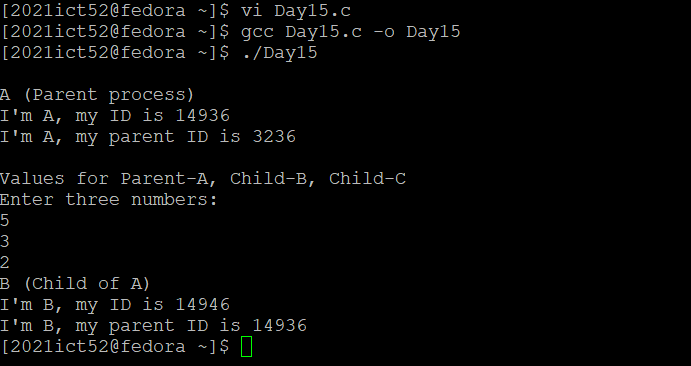 [2021ict52@fedora ~]$ vi Day15.c
[2021ict52@fedora ~]$ gcc Day15.c -o Day15
[2021ict52@fedora ~]$ ./Day15
A (Parent process)
I'm A, my ID is 14936
I'm A, my parent ID is 3236
Values for Parent-A, Child-B, Child-C
Enter three numbers:
5
3
2
B (Child of A)
I'm B, my ID is 14946
I'm B, my parent ID is 14936
[2021ict52@fedora ~]$